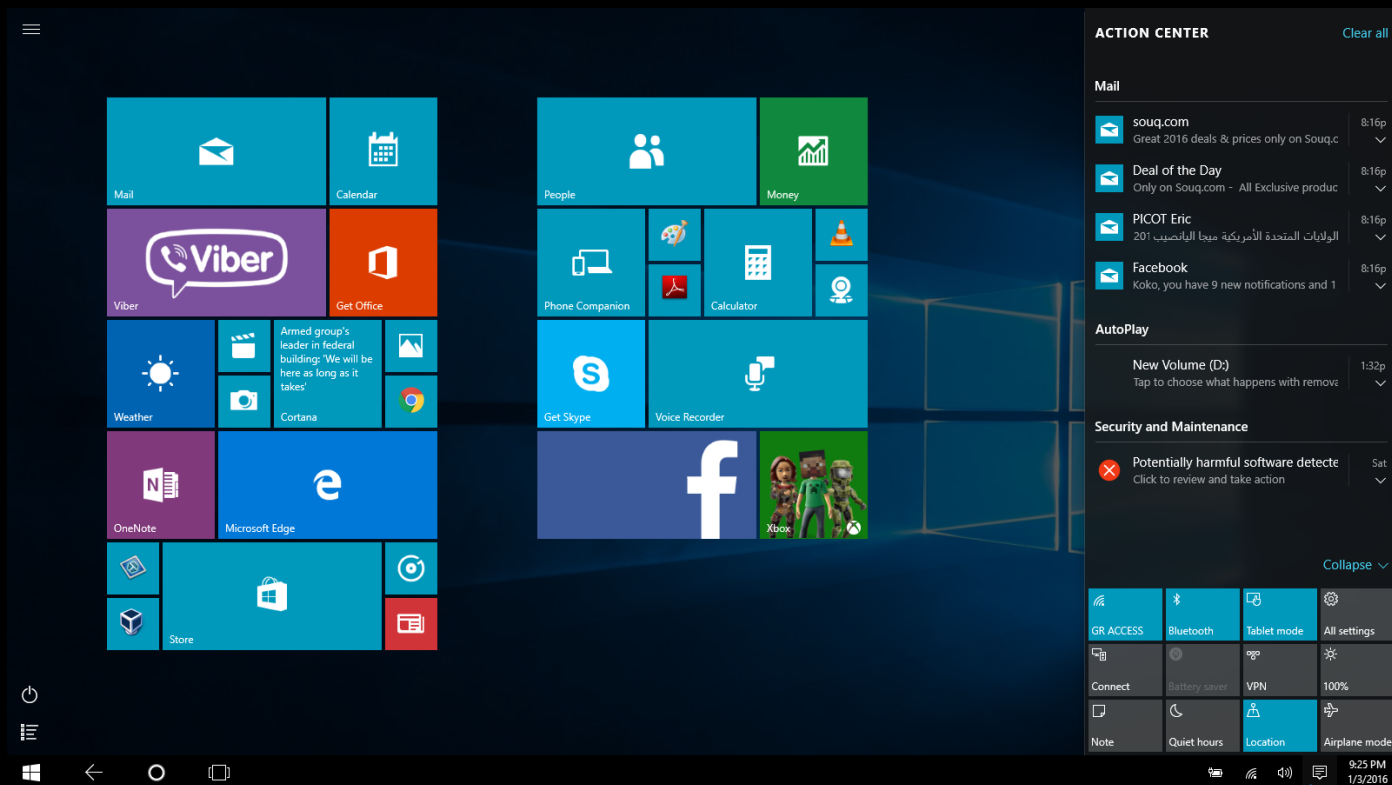 Mail
Calendar
Viber
Viber
Get Office
Weather
Armed group's
leader in federal
building: 'We will be
here as long as it
takes'
Cortana
OneNote
Microsoft Edge
Store
People
Money
Phone Companion
Calculator
Get Skype
Voice Recorder
Xbox
ACTION CENTER
Clear all
Mail
souq.com
8:16p
Great 2016 deals & prices only on Souq.c
Deal of the Day
8:16p
Only on Souq.com - All Exclusive produc
PICOT Eric
8:16p
الولايات المتحدة الأمريكية ميجا اليانصيب 201
Facebook
8:16p
Koko, you have 9 new notifications and 1
AutoPlay
New Volume (D:)
1:32p
Tap to choose what happens with remova
Security and Maintenance
Potentially harmful software detecte
Sat
Click to review and take action
Collapse
GR ACCESS
Bluetooth
Tablet mode
All settings
Connect
Battery saver
VPN
100%
Note
Quiet hours
Location
Airplane mode
9:25 PM
1/3/2016